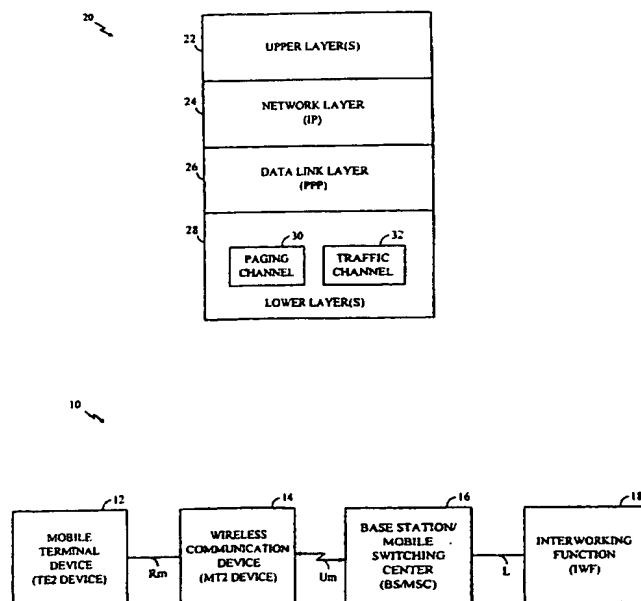 20
22
UPPER LAYER(S)
24
NETWORK LAYER
(IP)
26
DATA LINK LAYER
(PPP)
28
30
PAGING
CHANNEL
32
TRAFFIC
CHANNEL
LOWER LAYER(S)
10
12
MOBILE
TERMINAL
DEVICE
(TE2 DEVICE)
Rm
14
WIRELESS
COMMUNICATION
DEVICE
(MT2 DEVICE)
Um
16
BASE STATION/
MOBILE
SWITCHING
CENTER
(BS/MSC)
L
18
INTERWORKING
FUNCTION
(IWF)